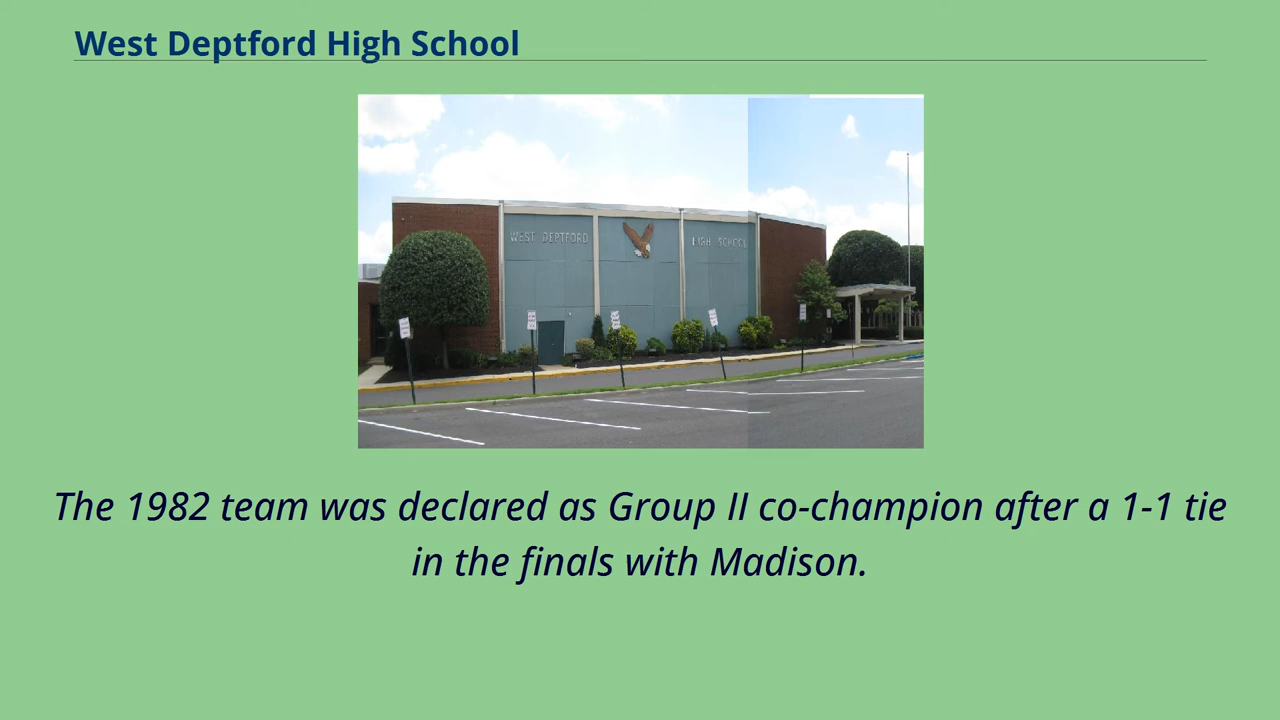 West Deptford High School
WEST DEPTFORD HIGH SCHOOL
The 1982 team was declared as Group II co-champion after a 1-1 tie
in the finals with Madison.